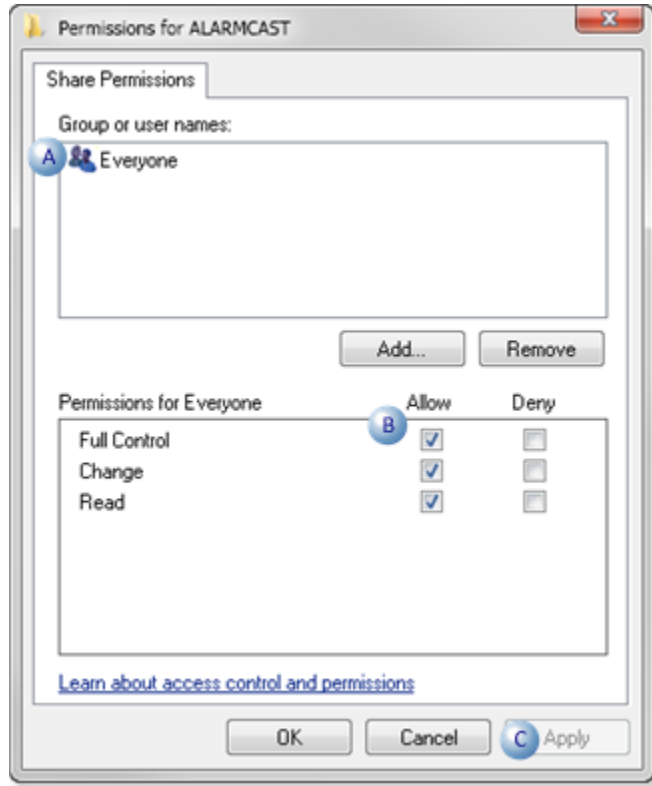 Permissions for ALARMCAST
Share Permissions
Group or user names:
A Everyone
Add... Remove
Permissions for Everyone Allow Deny
B
Full Control
Change
Read
Learn about access control and permissions
OK Cancel C Apply